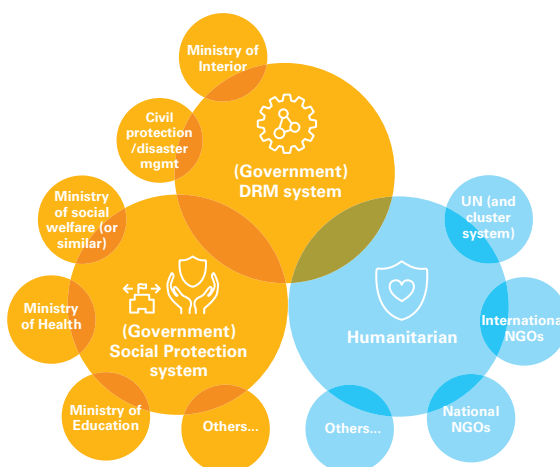 Ministry of
Interior
Civil
protection
/disaster
mgmt
(Government)
DRM system
Ministry
of social
welfare (or
similar)
UN (and
cluster
system)
Ministry
of Health
(Government)
Social Protection
system
Humanitarian
International
NGOs
Ministry of
Education
Others...
Others...
National
NGOs